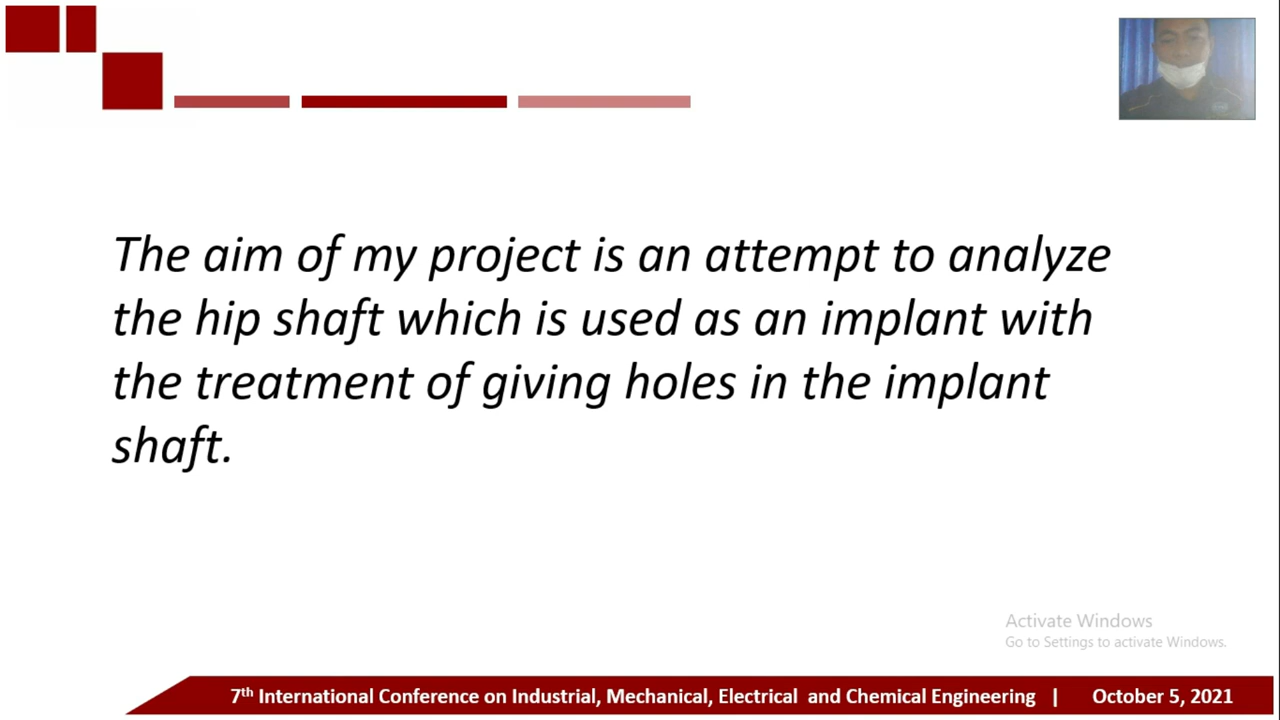 The aim of my project is an attempt to analyze
the hip shaft which is used as an implant with
the treatment of giving holes in the implant
shaft.
Activate Windows
Go to Settings to activate Windows.
7th International Conference on Industrial, Mechanical, Electrical and Chemical Engineering | October 5, 2021